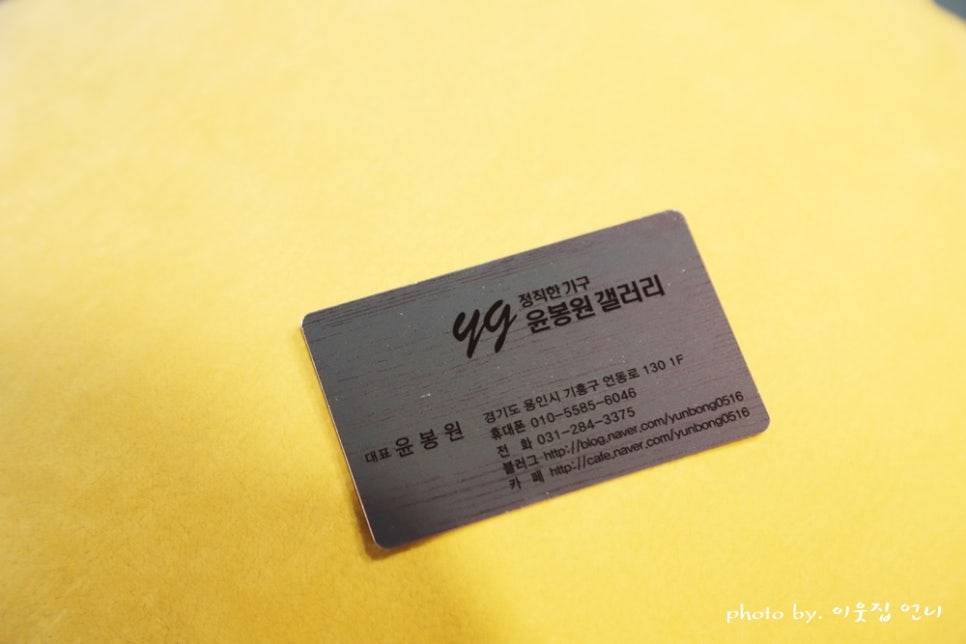 yg
정직한 가구
윤봉원 갤러리
경기도 용인시 기흥구 언동로 130 1F
휴대폰 010-5585-6046
전 화 031-284-3375
블러그 http://blog.naver.com/yunbong0516
카 페 http://cafe.naver.com/yunbong0516
대표 윤봉원
photo by. 이웃집 언니